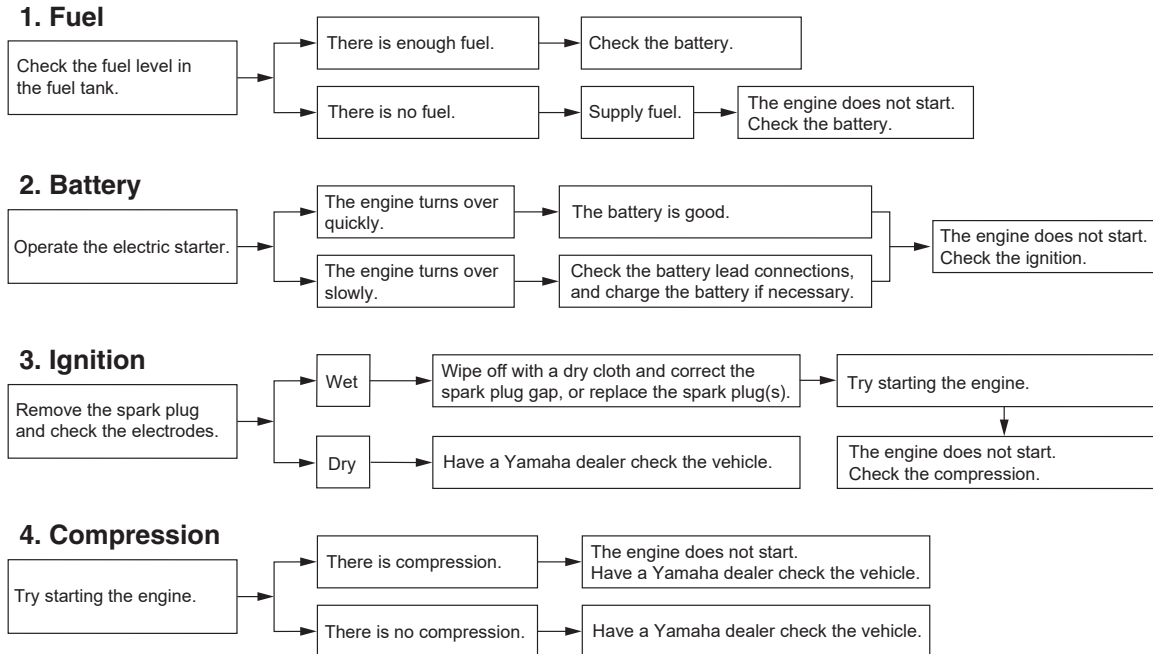 1. Fuel
Check the fuel level in
the fuel tank.
There is enough fuel.
Check the battery.
There is no fuel.
Supply fuel.
The engine does not start.
Check the battery.
2. Battery
Operate the electric starter.
The engine turns over
quickly.
The battery is good.
The engine turns over
slowly.
Check the battery lead connections,
and charge the battery if necessary.
The engine does not start.
Check the ignition.
3. Ignition
Remove the spark plug
and check the electrodes.
Wet
Wipe off with a dry cloth and correct the
spark plug gap, or replace the spark plug(s).
Try starting the engine.
The engine does not start.
Check the compression.
Dry
Have a Yamaha dealer check the vehicle.
4. Compression
Try starting the engine.
There is compression.
The engine does not start.
Have a Yamaha dealer check the vehicle.
There is no compression.
Have a Yamaha dealer check the vehicle.